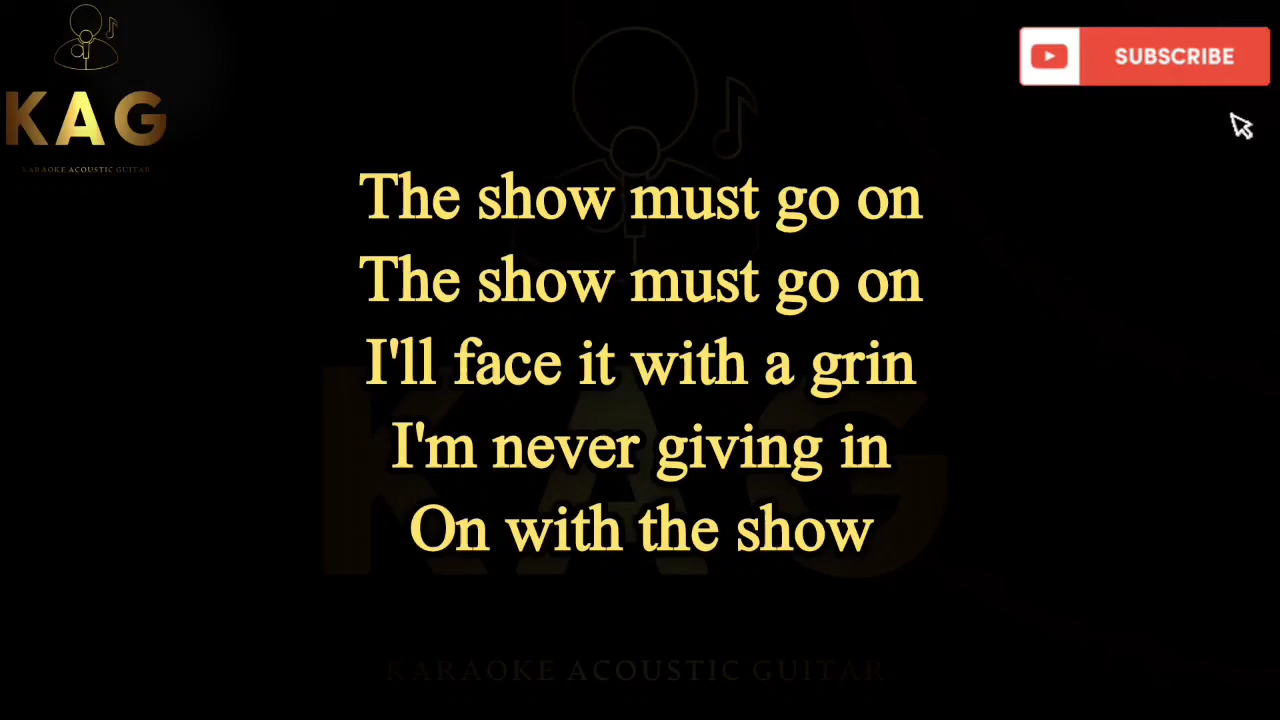 KAG
KARAOKE ACOUSTIC GUITAR
SUBSCRIBE
The show must go on
The show must go on
I'll face it with a grin
I'm never giving in
On with the show
KAG
KARAOKE ACOUSTIC GUITAR